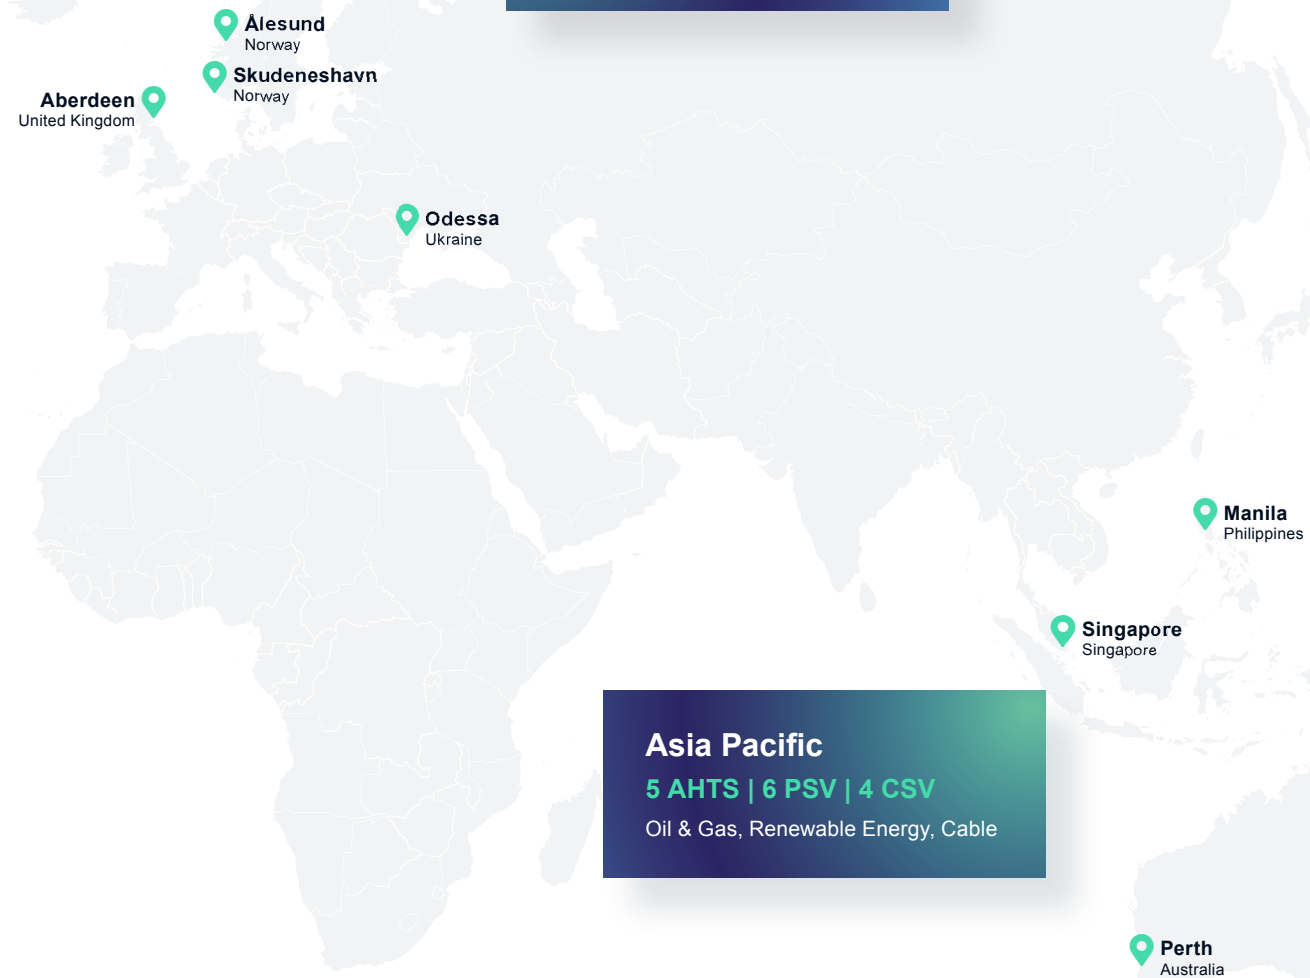 Ålesund
Norway
Skudeneshavn
Norway
Aberdeen
United Kingdom
Odessa
Ukraine
Manila
Philippines
Singapore
Singapore
Asia Pacific
5 AHTS | 6 PSV | 4 CSV
Oil & Gas, Renewable Energy, Cable
Perth
Australia